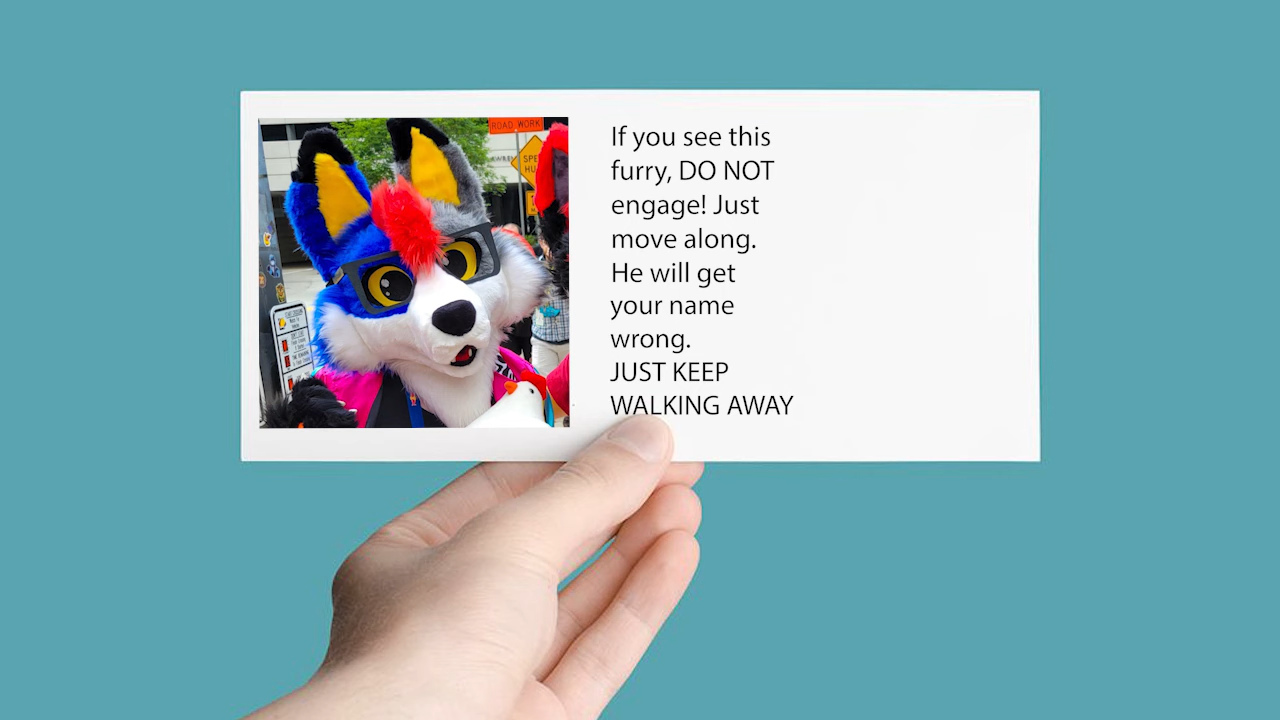 If you see this
furry, DO NOT
engage! Just
move along.
He will get
your name
wrong.
JUST KEEP
WALKING AWAY
ROAD WORK